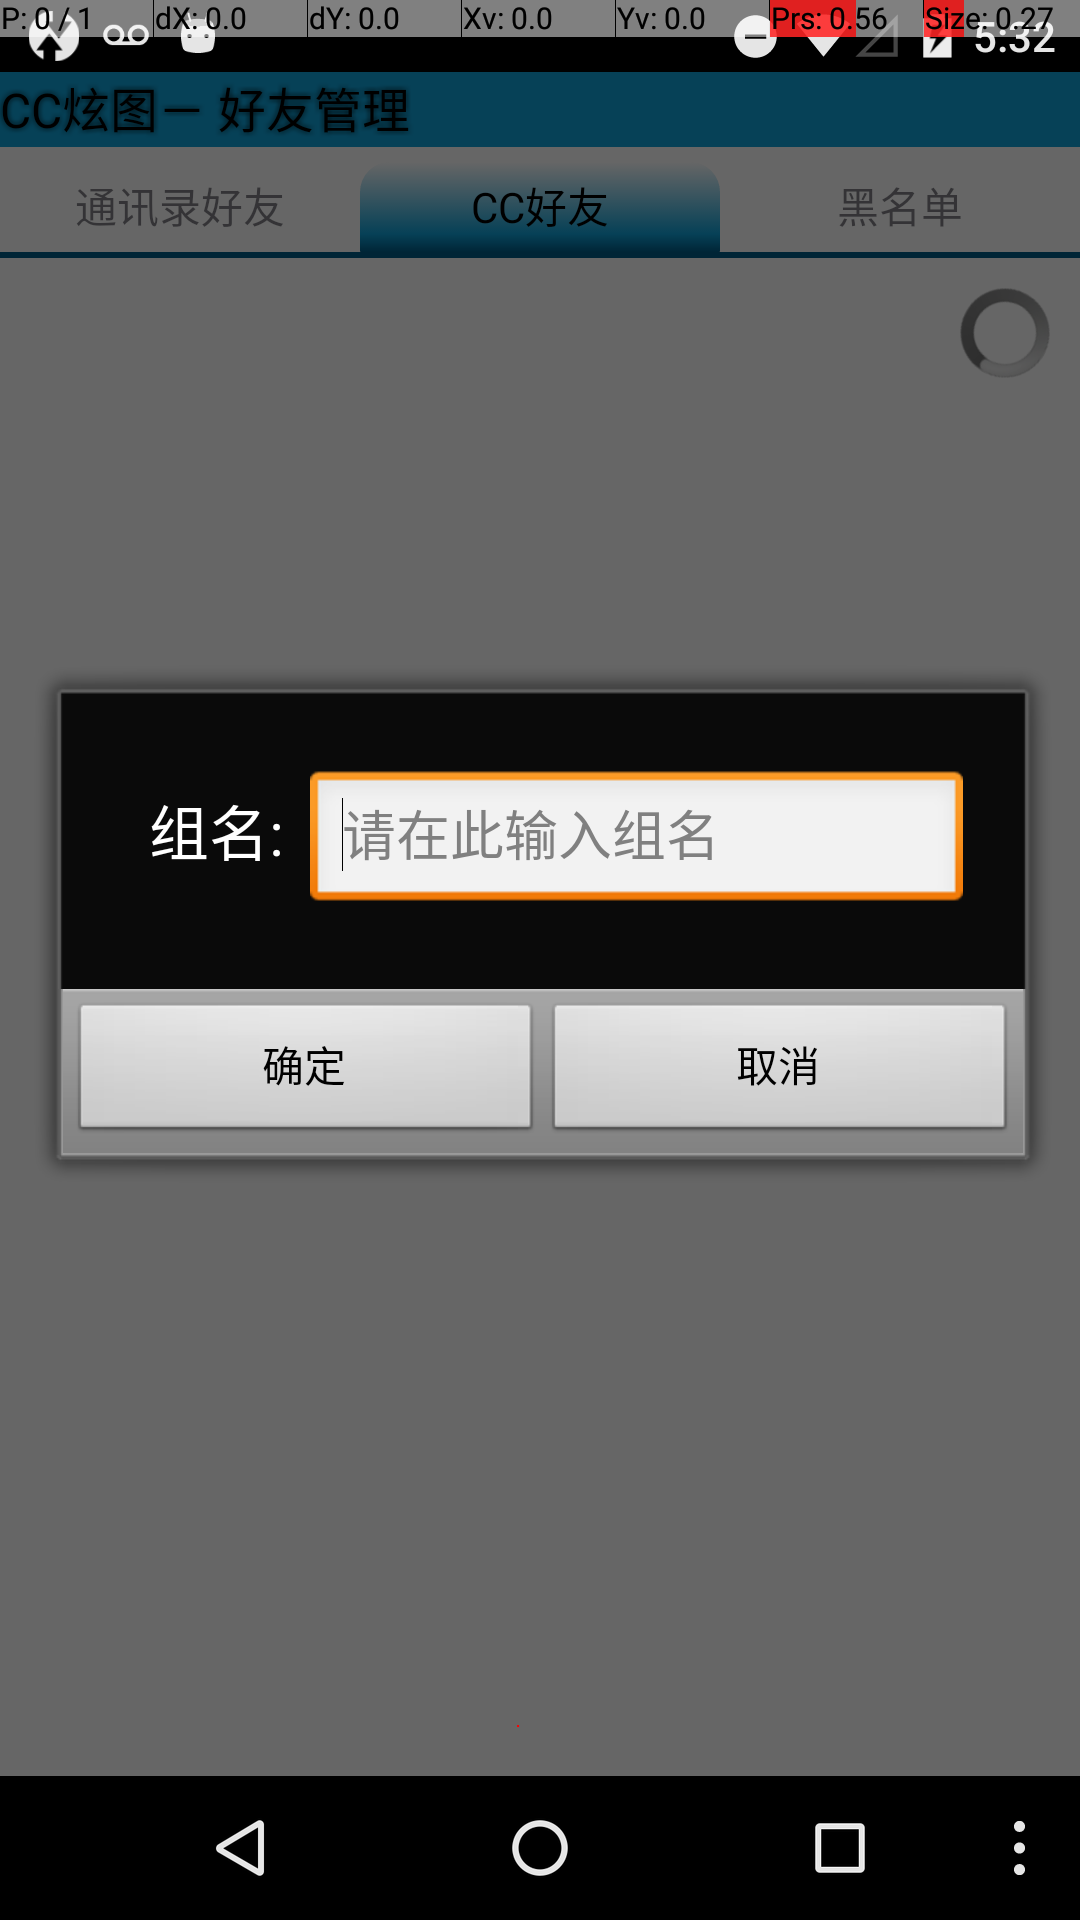 P: 0 / 1 dX: 0.0 dY: 0.0 Xv: 0.0 Yv: 0.0 Prs: 0.56 Size: 0.27
5:32
CC炫图－ 好友管理
通讯录好友 CC好友 黑名单
组名: 请在此输入组名
确定 取消